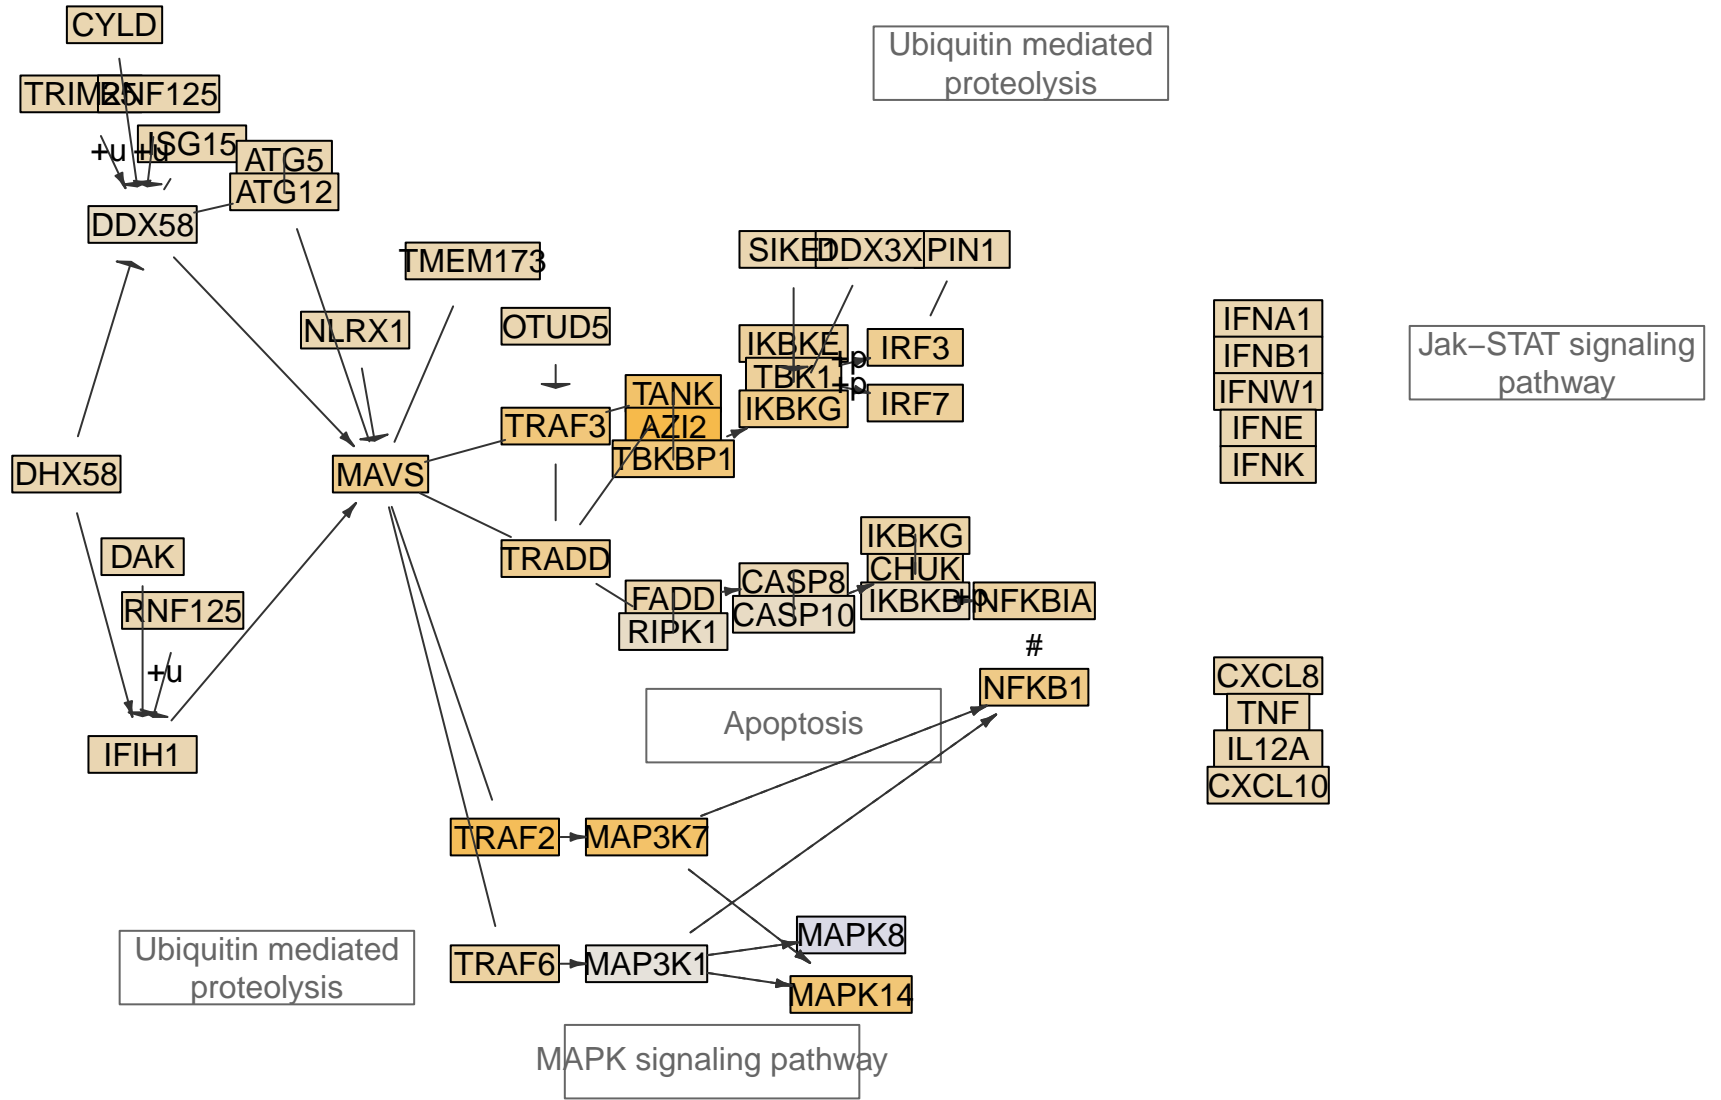 CYLD
Ubiquitin mediated
proteolysis
TRIM25
RNF125
ISG15
+u
+u
ATG5
ATG12
DDX58
TMEM173
SIKE1
DDX3X
PIN1
NLRX1
OTUD5
IKBKE
TBK1
IKBKG
+p
+p
IRF3
IRF7
IFNA1
IFNB1
IFNW1
IFNE
IFNK
Jak−STAT signaling
pathway
TRAF3
TANK
AZI2
TBKBP1
DHX58
MAVS
DAK
RNF125
+u
IFIH1
TRADD
FADD
RIPK1
CASP8
CASP10
IKBKG
CHUK
IKBKB
+p
NFKBIA
#
NFKB1
Apoptosis
CXCL8
TNF
IL12A
CXCL10
TRAF2
MAP3K7
TRAF6
MAP3K1
MAPK8
MAPK14
Ubiquitin mediated
proteolysis
MAPK signaling pathway